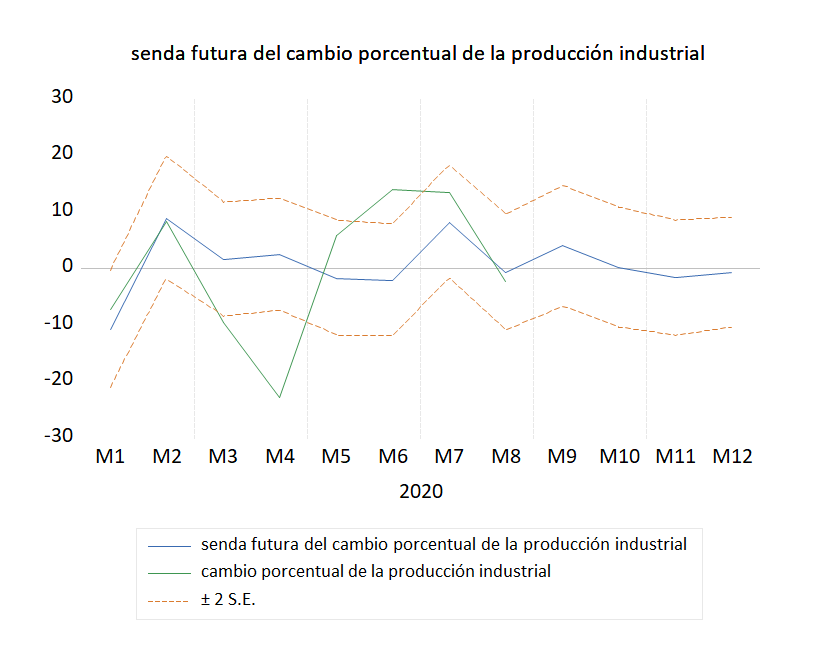 senda futura del cambio porcentual de la producción industrial
30
20
10
0
-10
-20
-30
M1 M2 M3 M4 M5 M6 M7 M8 M9 M10 M11 M12
2020
senda futura del cambio porcentual de la producción industrial
cambio porcentual de la producción industrial
± 2 S.E.